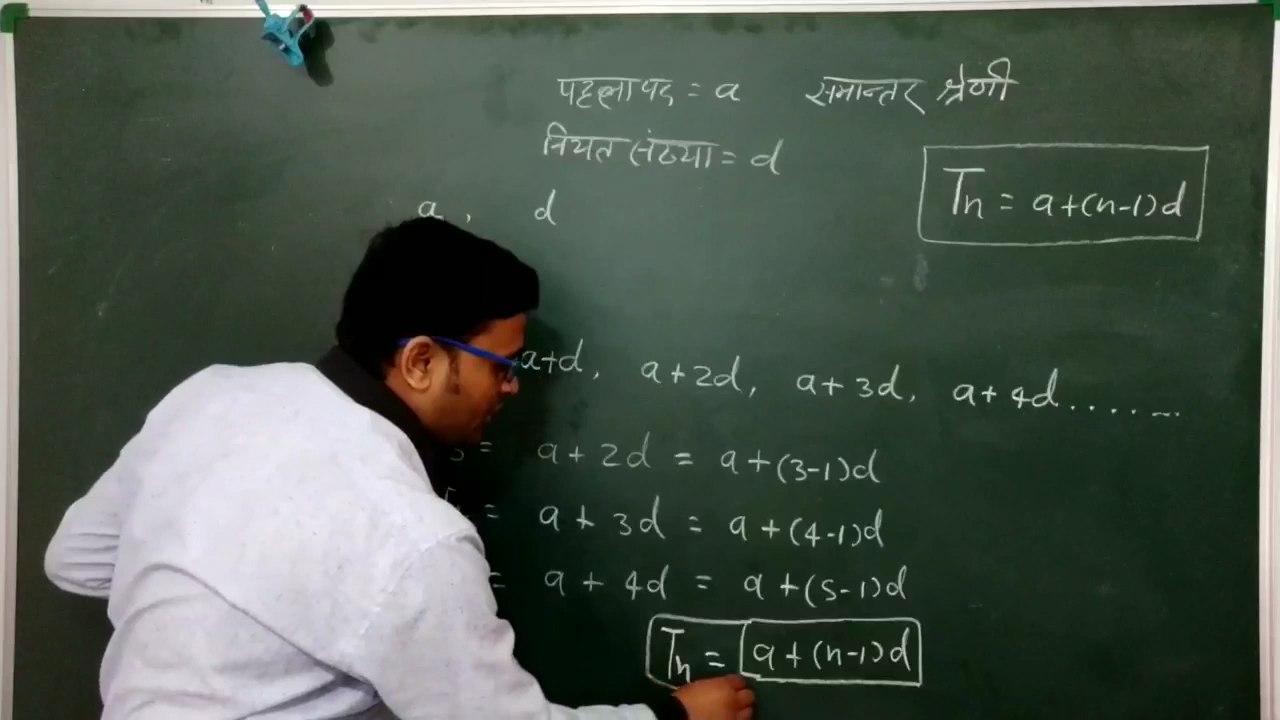 पहला पद = a समान्तर श्रेणी
नियत संख्या = d
Tn = a+(n-1)d
a , d
a+d, a+2d, a+3d, a+4d.....
3 = a+2d = a+(3-1)d
= a+3d = a+(4-1)d
= a+4d = a+(5-1)d
Tn = a+(n-1)d